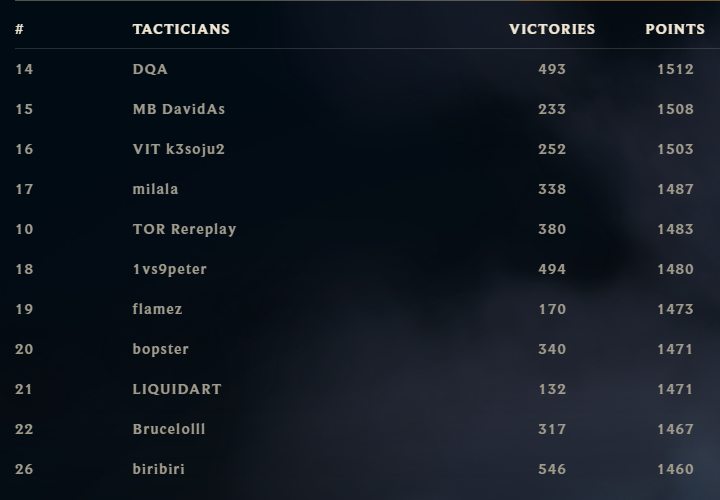 # TACTICIANS VICTORIES POINTS
14 DQA 493 1512
15 MB DavidAs 233 1508
16 VIT k3soju2 252 1503
17 milala 338 1487
10 TOR Rereplay 380 1483
18 1vs9peter 494 1480
19 flamez 170 1473
20 bopster 340 1471
21 LIQUIDART 132 1471
22 Brucelolll 317 1467
26 biribiri 546 1460